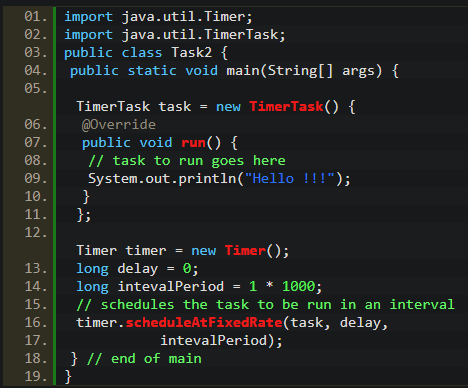 01. import java.util.Timer;
02. import java.util.TimerTask;
03. public class Task2 {
04. public static void main(String[] args) {
05.
TimerTask task = new TimerTask() {
06. @Override
07. public void run() {
08. // task to run goes here
09. System.out.println("Hello !!!");
10. }
11. };
12.
Timer timer = new Timer();
13. long delay = 0;
14. long intevalPeriod = 1 * 1000;
15. // schedules the task to be run in an interval
16. timer.scheduleAtFixedRate(task, delay,
17. intevalPeriod);
18. } // end of main
19. }